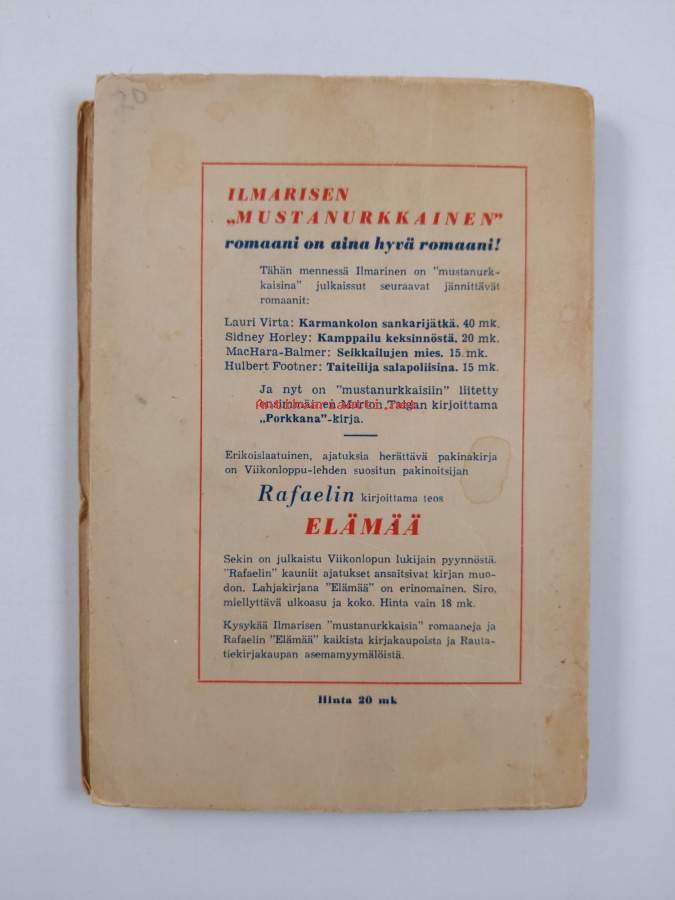 20
ILMARISEN
„MUSTANURKKAINEN”
romaani on aina hyvä romaani!
Tähän mennessä Ilmarinen on "mustanurk-
kaisina" julkaissut seuraavat jännittävät
romaanit:
Lauri Virta: Karmankolon sankarijätkä. 40 mk.
Sidney Horley: Kamppailu keksinnöstä. 20 mk.
MacHara-Balmer: Seikkailujen mies. 15 mk.
Hulbert Footner: Taiteilija salapoliisina. 15 mk.
Ja nyt on "mustanurkkaisiin" liitetty
ensimmäinen Martin Targan kirjoittama
„Porkkana"-kirja.
Erikoislaatuinen, ajatuksia herättävä pakinakirja
on Viikonloppu-lehden suositun pakinoitsijan
Rafaelin kirjoittama teos
ELÄMÄÄ
Sekin on julkaistu Viikonlopun lukijain pyynnöstä.
"Rafaelin" kauniit ajatukset ansaitsivat kirjan muo-
don. Lahjakirjana "Elämää" on erinomainen. Siro,
miellyttävä ulkoasu ja koko. Hinta vain 18 mk.
Kysykää Ilmarisen "mustanurkkaisia" romaaneja ja
Rafaelin "Elämää" kaikista kirjakaupoista ja Rauta-
tiekirjakaupan asemamyymälöistä.
Hinta 20 mk